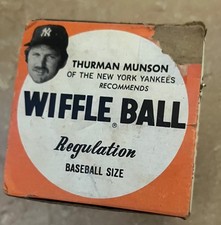 THURMAN MUNSON
OF THE NEW YORK YANKEES
RECOMMENDS
WIFFLE® BALL
Regulation
BASEBALL SIZE